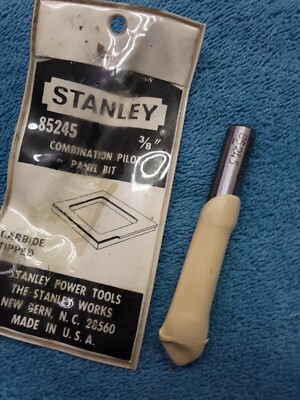 STANLEY
®
85245 3/8"
COMBINATION PILOT
PANEL BIT
CARBIDE
TIPPED
STANLEY POWER TOOLS
THE STANLEY WORKS
NEW BERN, N.C. 28560
MADE IN U.S.A.
85245